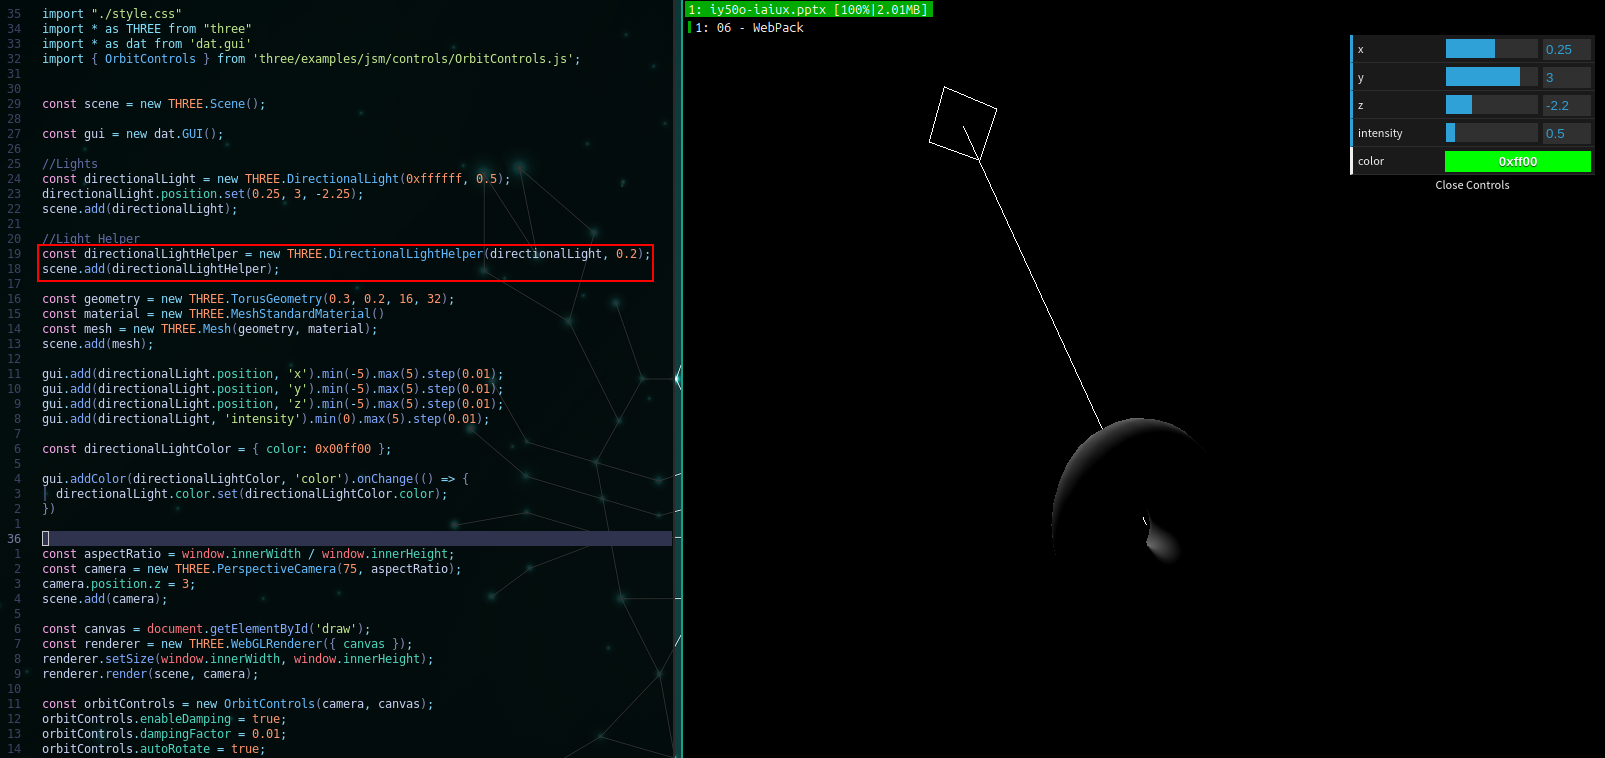 35 import "./style.css"
34 import * as THREE from "three"
33 import * as dat from 'dat.gui'
32 import { OrbitControls } from 'three/examples/jsm/controls/OrbitControls.js';
31
30
29 const scene = new THREE.Scene();
28
27 const gui = new dat.GUI();
26
25 //Lights
24 const directionalLight = new THREE.DirectionalLight(0xffffff, 0.5);
23 directionalLight.position.set(0.25, 3, -2.25);
22 scene.add(directionalLight);
21
20 //Light Helper
19 const directionalLightHelper = new THREE.DirectionalLightHelper(directionalLight, 0.2);
18 scene.add(directionalLightHelper);
17
16 const geometry = new THREE.TorusGeometry(0.3, 0.2, 16, 32);
15 const material = new THREE.MeshStandardMaterial()
14 const mesh = new THREE.Mesh(geometry, material);
13 scene.add(mesh);
12
11 gui.add(directionalLight.position, 'x').min(-5).max(5).step(0.01);
10 gui.add(directionalLight.position, 'y').min(-5).max(5).step(0.01);
9 gui.add(directionalLight.position, 'z').min(-5).max(5).step(0.01);
8 gui.add(directionalLight, 'intensity').min(0).max(5).step(0.01);
7
6 const directionalLightColor = { color: 0x00ff00 };
5
4 gui.addColor(directionalLightColor, 'color').onChange(() => {
3 directionalLight.color.set(directionalLightColor.color);
2 })
1
36
1 const aspectRatio = window.innerWidth / window.innerHeight;
2 const camera = new THREE.PerspectiveCamera(75, aspectRatio);
3 camera.position.z = 3;
4 scene.add(camera);
5
6 const canvas = document.getElementById('draw');
7 const renderer = new THREE.WebGLRenderer({ canvas });
8 renderer.setSize(window.innerWidth, window.innerHeight);
9 renderer.render(scene, camera);
10
11 const orbitControls = new OrbitControls(camera, canvas);
12 orbitControls.enableDamping = true;
13 orbitControls.dampingFactor = 0.01;
14 orbitControls.autoRotate = true;
1: iy50o-iaiux.pptx [100%|2.01MB]
1: 06 - WebPack
x 0.25
y 3
z -2.2
intensity 0.5
color 0xff00
Close Controls